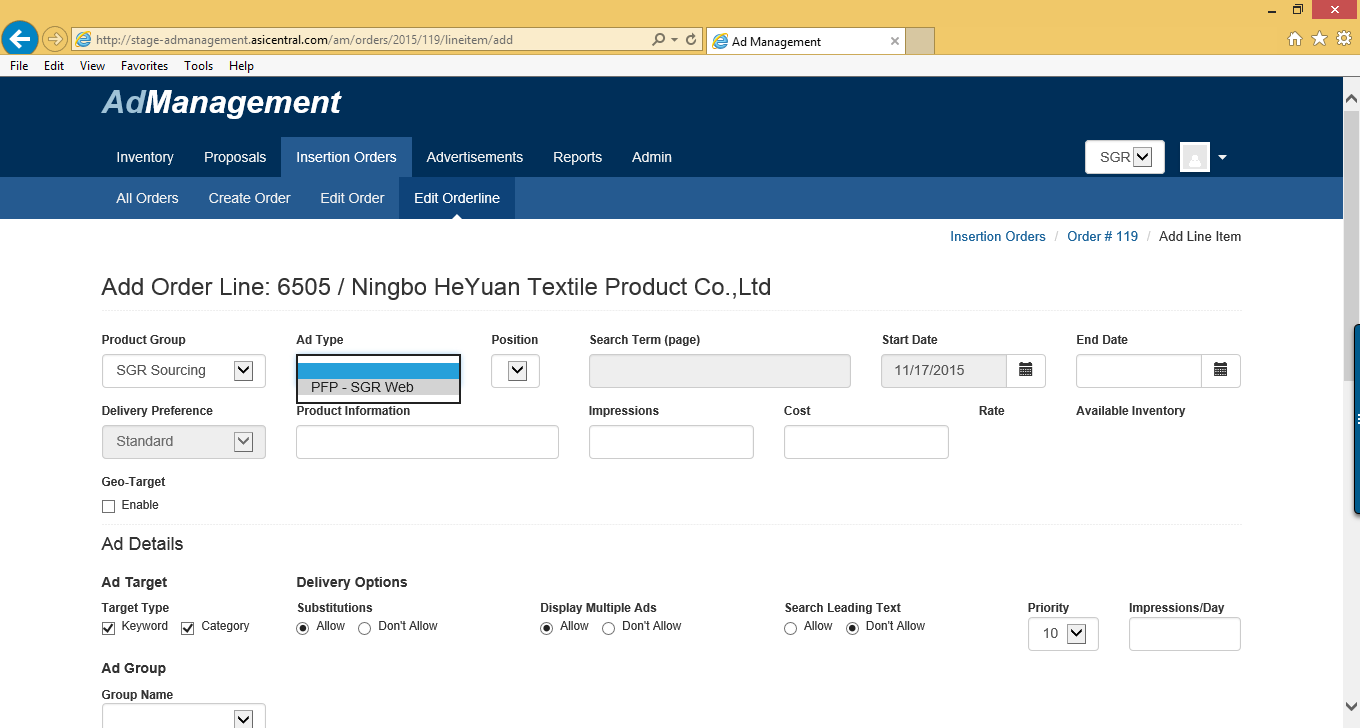 http://stage-admanagement.asicentral.com/am/orders/2015/119/lineitem/add
Ad Management
File Edit View Favorites Tools Help
AdManagement
Inventory Proposals Insertion Orders Advertisements Reports Admin
SGR
All Orders Create Order Edit Order Edit Orderline
Insertion Orders / Order # 119 / Add Line Item
Add Order Line: 6505 / Ningbo HeYuan Textile Product Co.,Ltd
Product Group Ad Type Position Search Term (page) Start Date End Date
SGR Sourcing 11/17/2015
PFP - SGR Web
Delivery Preference Product Information Impressions Cost Rate Available Inventory
Standard
Geo-Target
Enable
Ad Details
Ad Target Delivery Options
Target Type Substitutions Display Multiple Ads Search Leading Text Priority Impressions/Day
Keyword Category Allow Don't Allow Allow Don't Allow Allow Don't Allow
10
Ad Group
Group Name